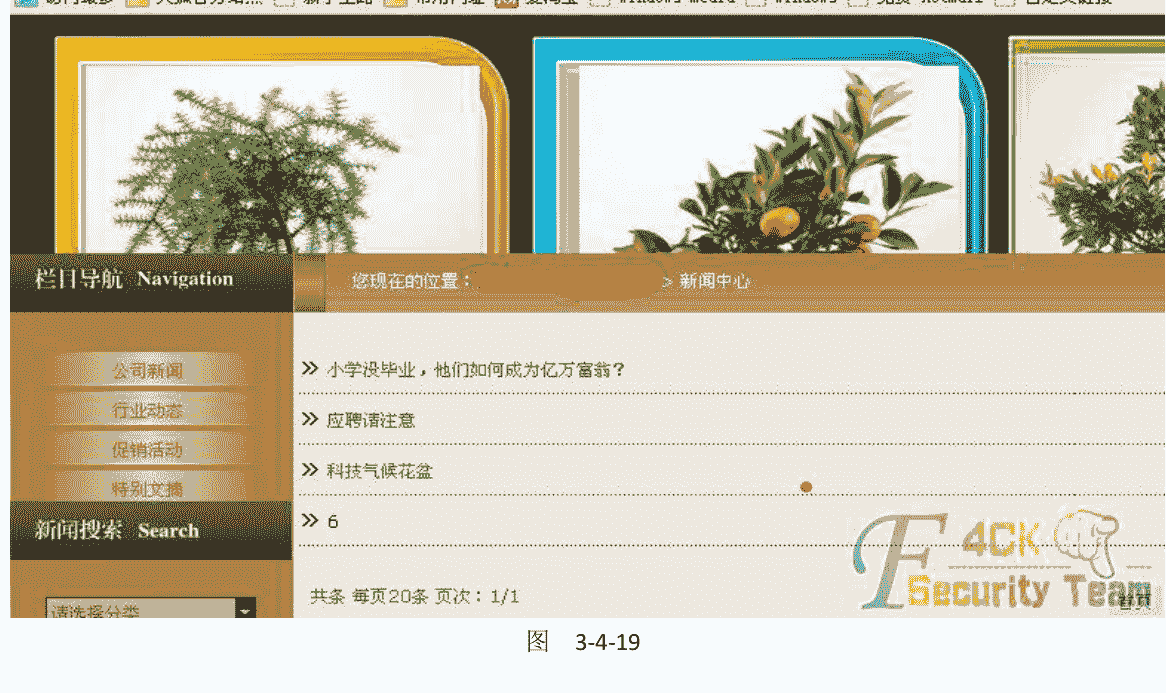 栏目导航 Navigation
您现在的位置： > 新闻中心
公司新闻
行业动态
促销活动
特别文摘
» 小学没毕业，他们如何成为亿万富翁？
» 应聘请注意
» 科技气候花盆
» 6
新闻搜索 Search
请选择分类
共条 每页20条 页次：1/1
首页
F4CK
Security Team
图 3-4-19